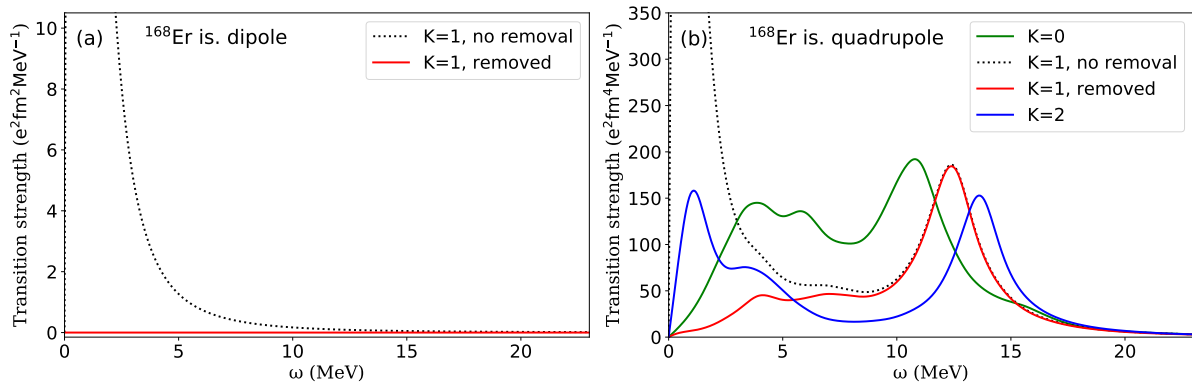 (a)
¹⁶⁸Er is. dipole
K=1, no removal
K=1, removed
Transition strength (e²fm²MeV⁻¹)
10
8
6
4
2
0
0
5
10
15
20
ω (MeV)
(b)
¹⁶⁸Er is. quadrupole
K=0
K=1, no removal
K=1, removed
K=2
Transition strength (e²fm⁴MeV⁻¹)
350
300
250
200
150
100
50
0
0
5
10
15
20
ω (MeV)